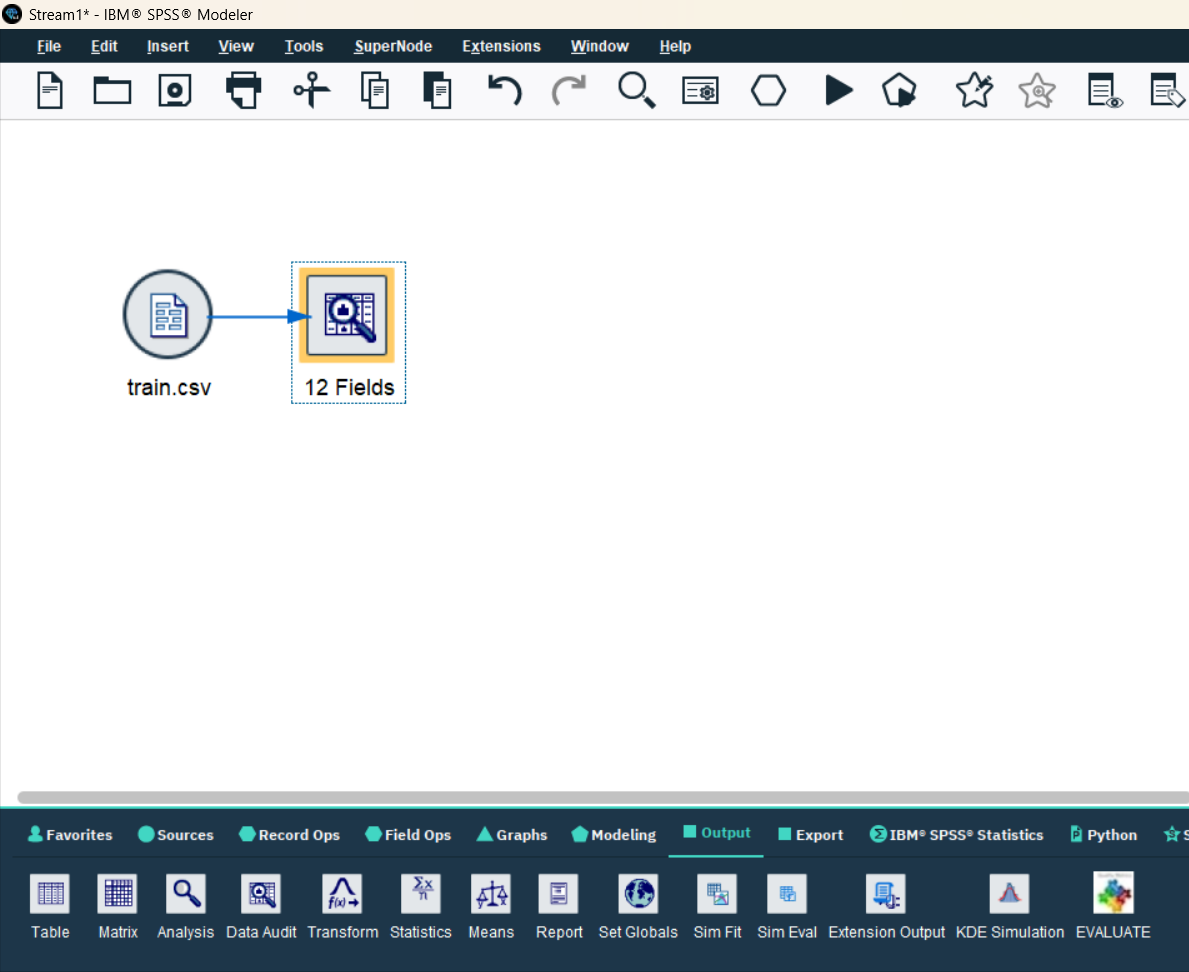 Stream1* - IBM® SPSS® Modeler
File Edit Insert View Tools SuperNode Extensions Window Help
train.csv 12 Fields
Favorites Sources Record Ops Field Ops Graphs Modeling Output Export IBM® SPSS® Statistics Python S
Σx
n
f(x)
Table Matrix Analysis Data Audit Transform Statistics Means Report Set Globals Sim Fit Sim Eval Extension Output KDE Simulation EVALUATE